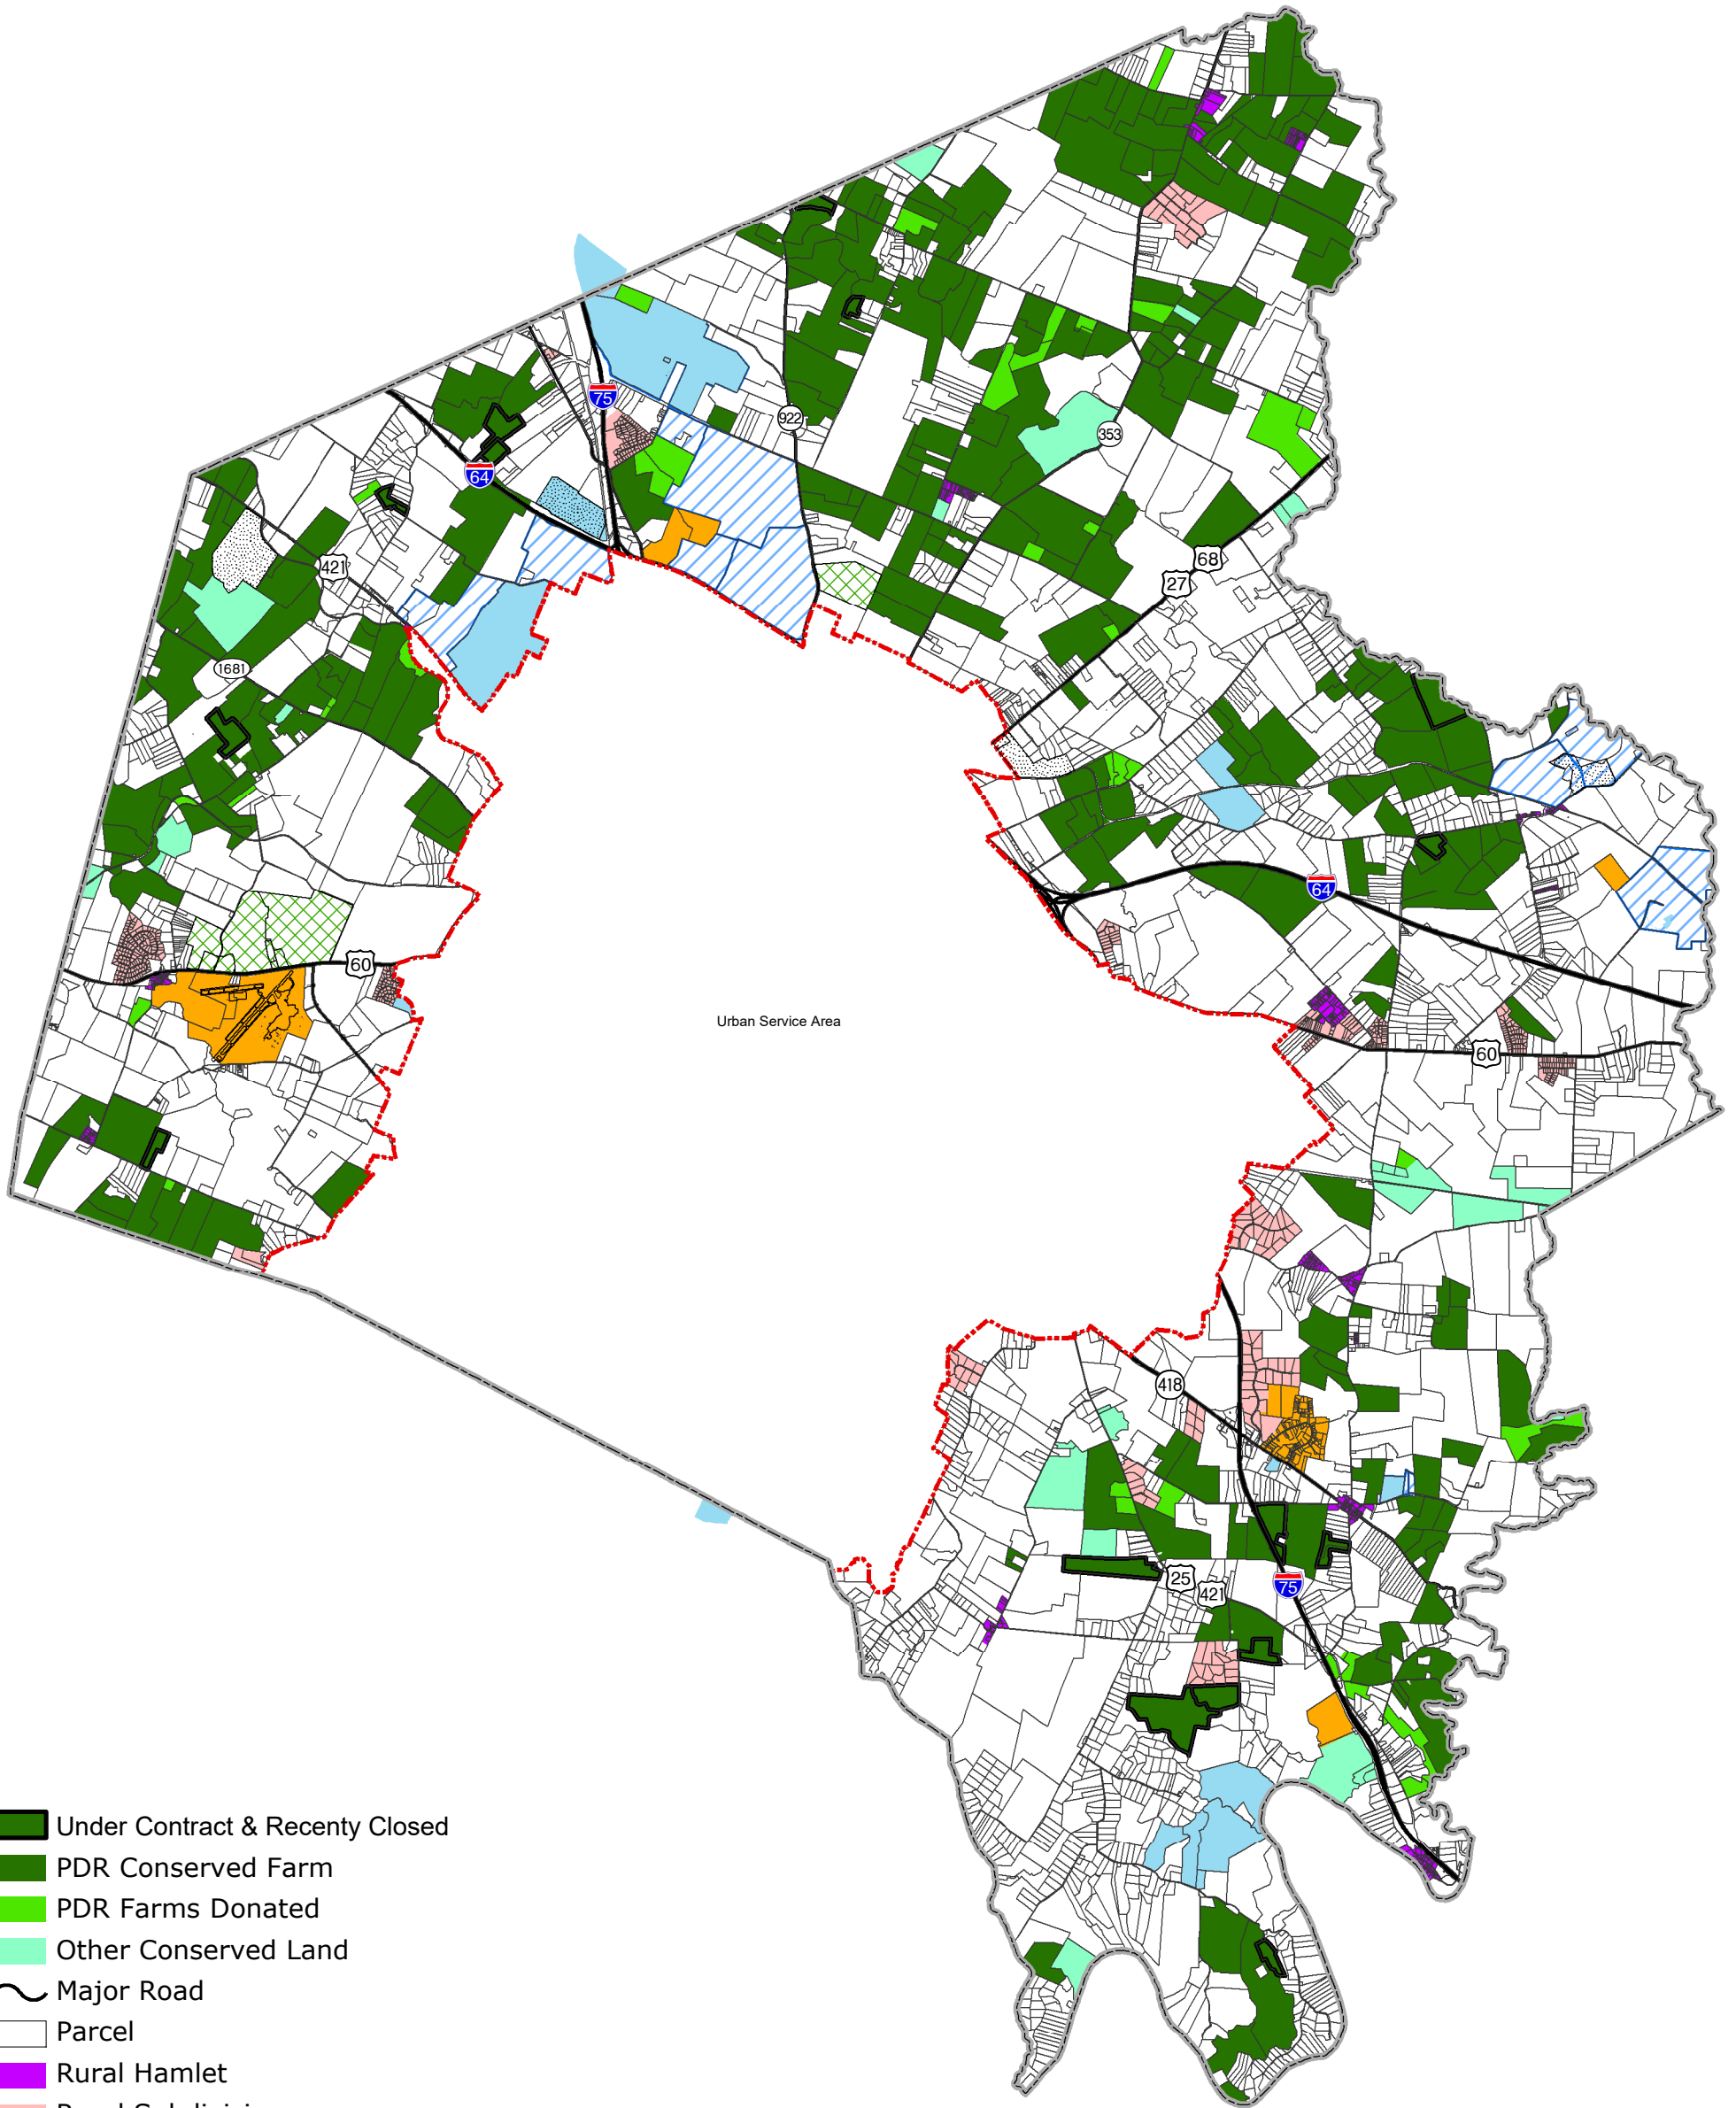 75
922
353
64
68
27
421
1681
64
60
Urban Service Area
60
418
25
421
75
Under Contract & Recenty Closed
PDR Conserved Farm
PDR Farms Donated
Other Conserved Land
Major Road
Parcel
Rural Hamlet